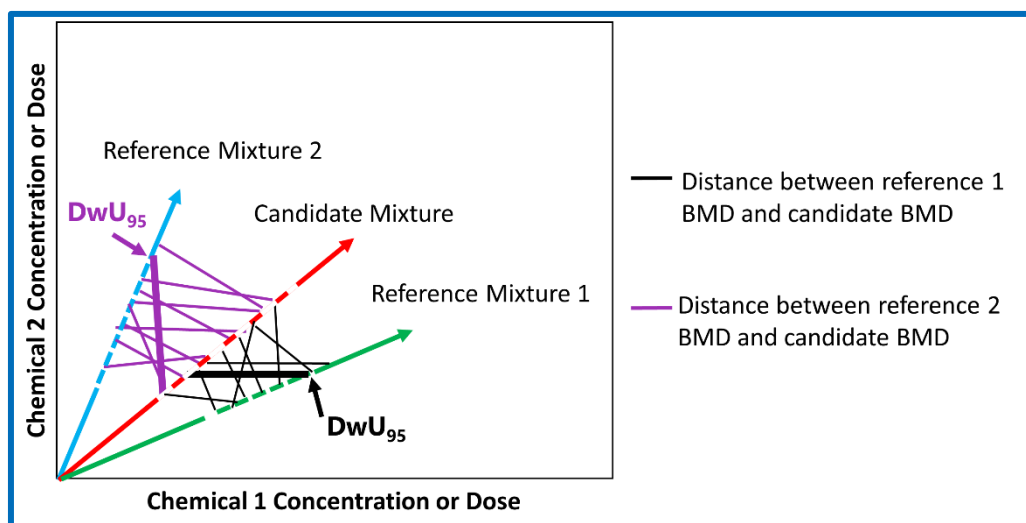 Chemical 2 Concentration or Dose
Reference Mixture 2
DwU95
Candidate Mixture
Reference Mixture 1
DwU95
Chemical 1 Concentration or Dose
Distance between reference 1
BMD and candidate BMD
Distance between reference 2
BMD and candidate BMD